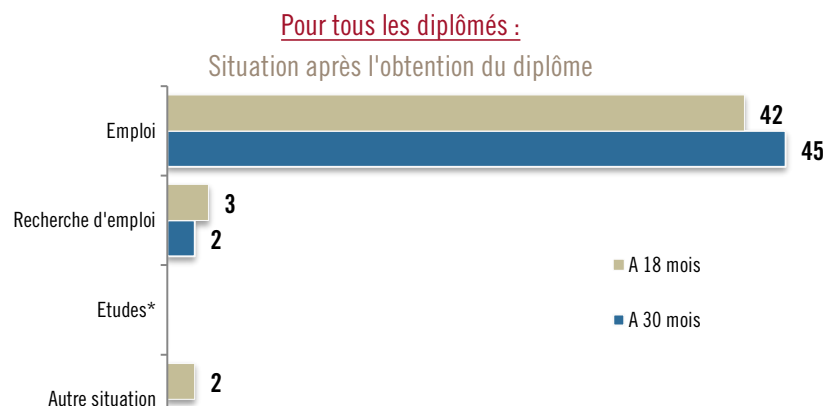 Pour tous les diplômés :
Situation après l'obtention du diplôme
Emploi
42
45
Recherche d'emploi
3
2
A 18 mois
Etudes*
A 30 mois
2
Autre situation